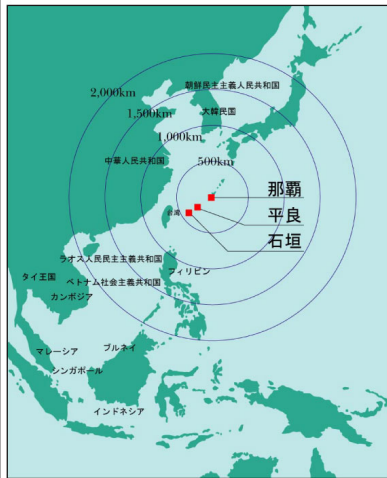 朝鮮民主主義人民共和国
2,000km
1,500km
大韓民国
1,000km
中華人民共和国
500km
那覇
平良
台湾
石垣
ラオス人民民主主義共和国
フィリピン
タイ王国
ベトナム社会主義共和国
カンボジア
マレーシア
ブルネイ
シンガポール
インドネシア